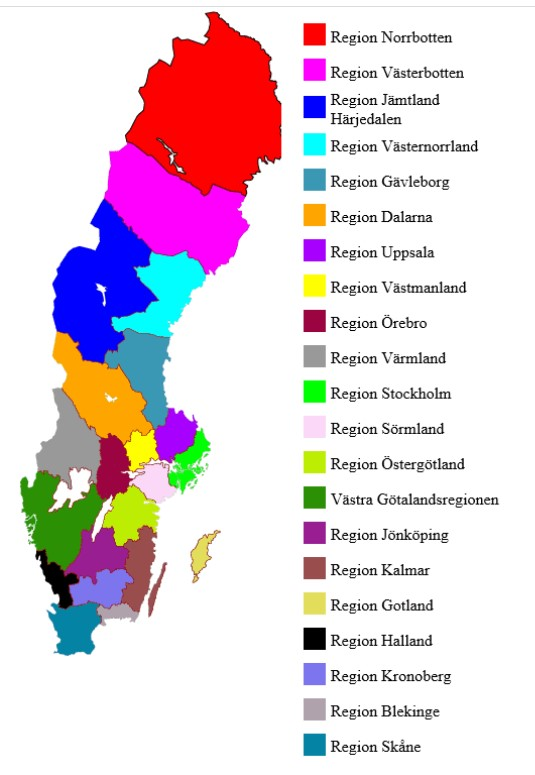 Region Norrbotten
Region Västerbotten
Region Jämtland
Härjedalen
Region Västernorrland
Region Gävleborg
Region Dalarna
Region Uppsala
Region Västmanland
Region Örebro
Region Värmland
Region Stockholm
Region Sörmland
Region Östergötland
Västra Götalandsregionen
Region Jönköping
Region Kalmar
Region Gotland
Region Halland
Region Kronoberg
Region Blekinge
Region Skåne